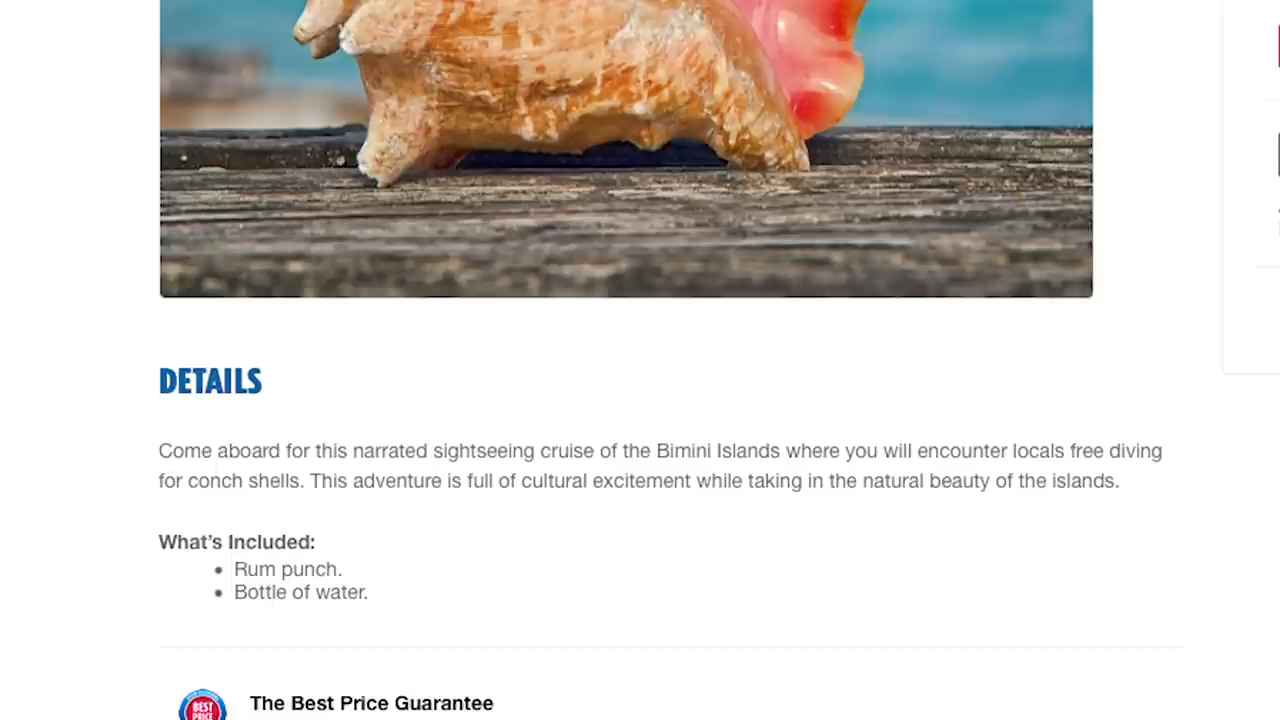 DETAILS
Come aboard for this narrated sightseeing cruise of the Bimini Islands where you will encounter locals free diving
for conch shells. This adventure is full of cultural excitement while taking in the natural beauty of the islands.
What's Included:
Rum punch.
Bottle of water.
The Best Price Guarantee
BEST
PRICE